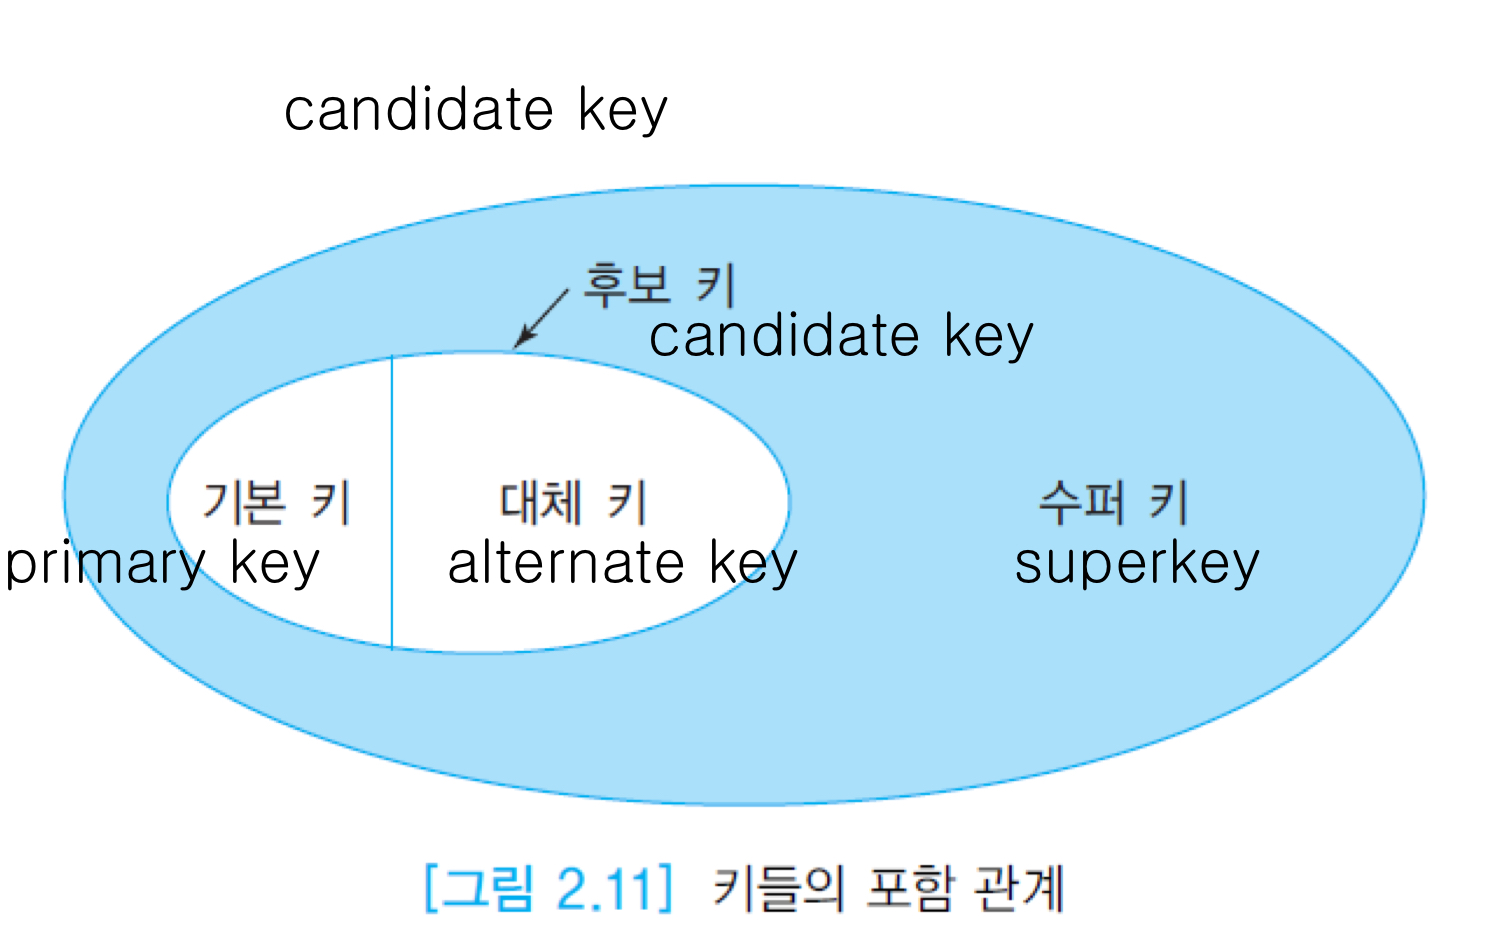 candidate key
후보 키
candidate key
기본 키
대체 키
수퍼 키
primary key
alternate key
superkey
[그림 2.11] 키들의 포함 관계